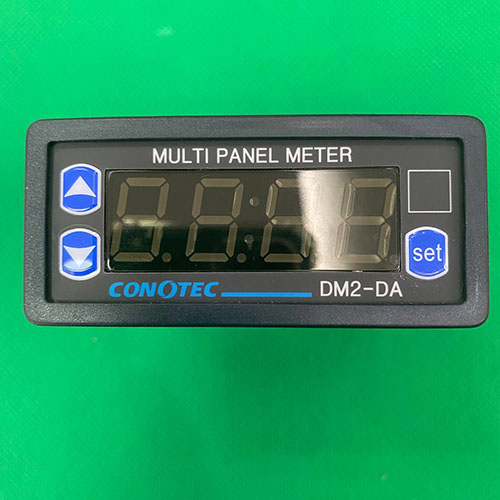 MULTI PANEL METER
set
CONOTEC
DM2-DA